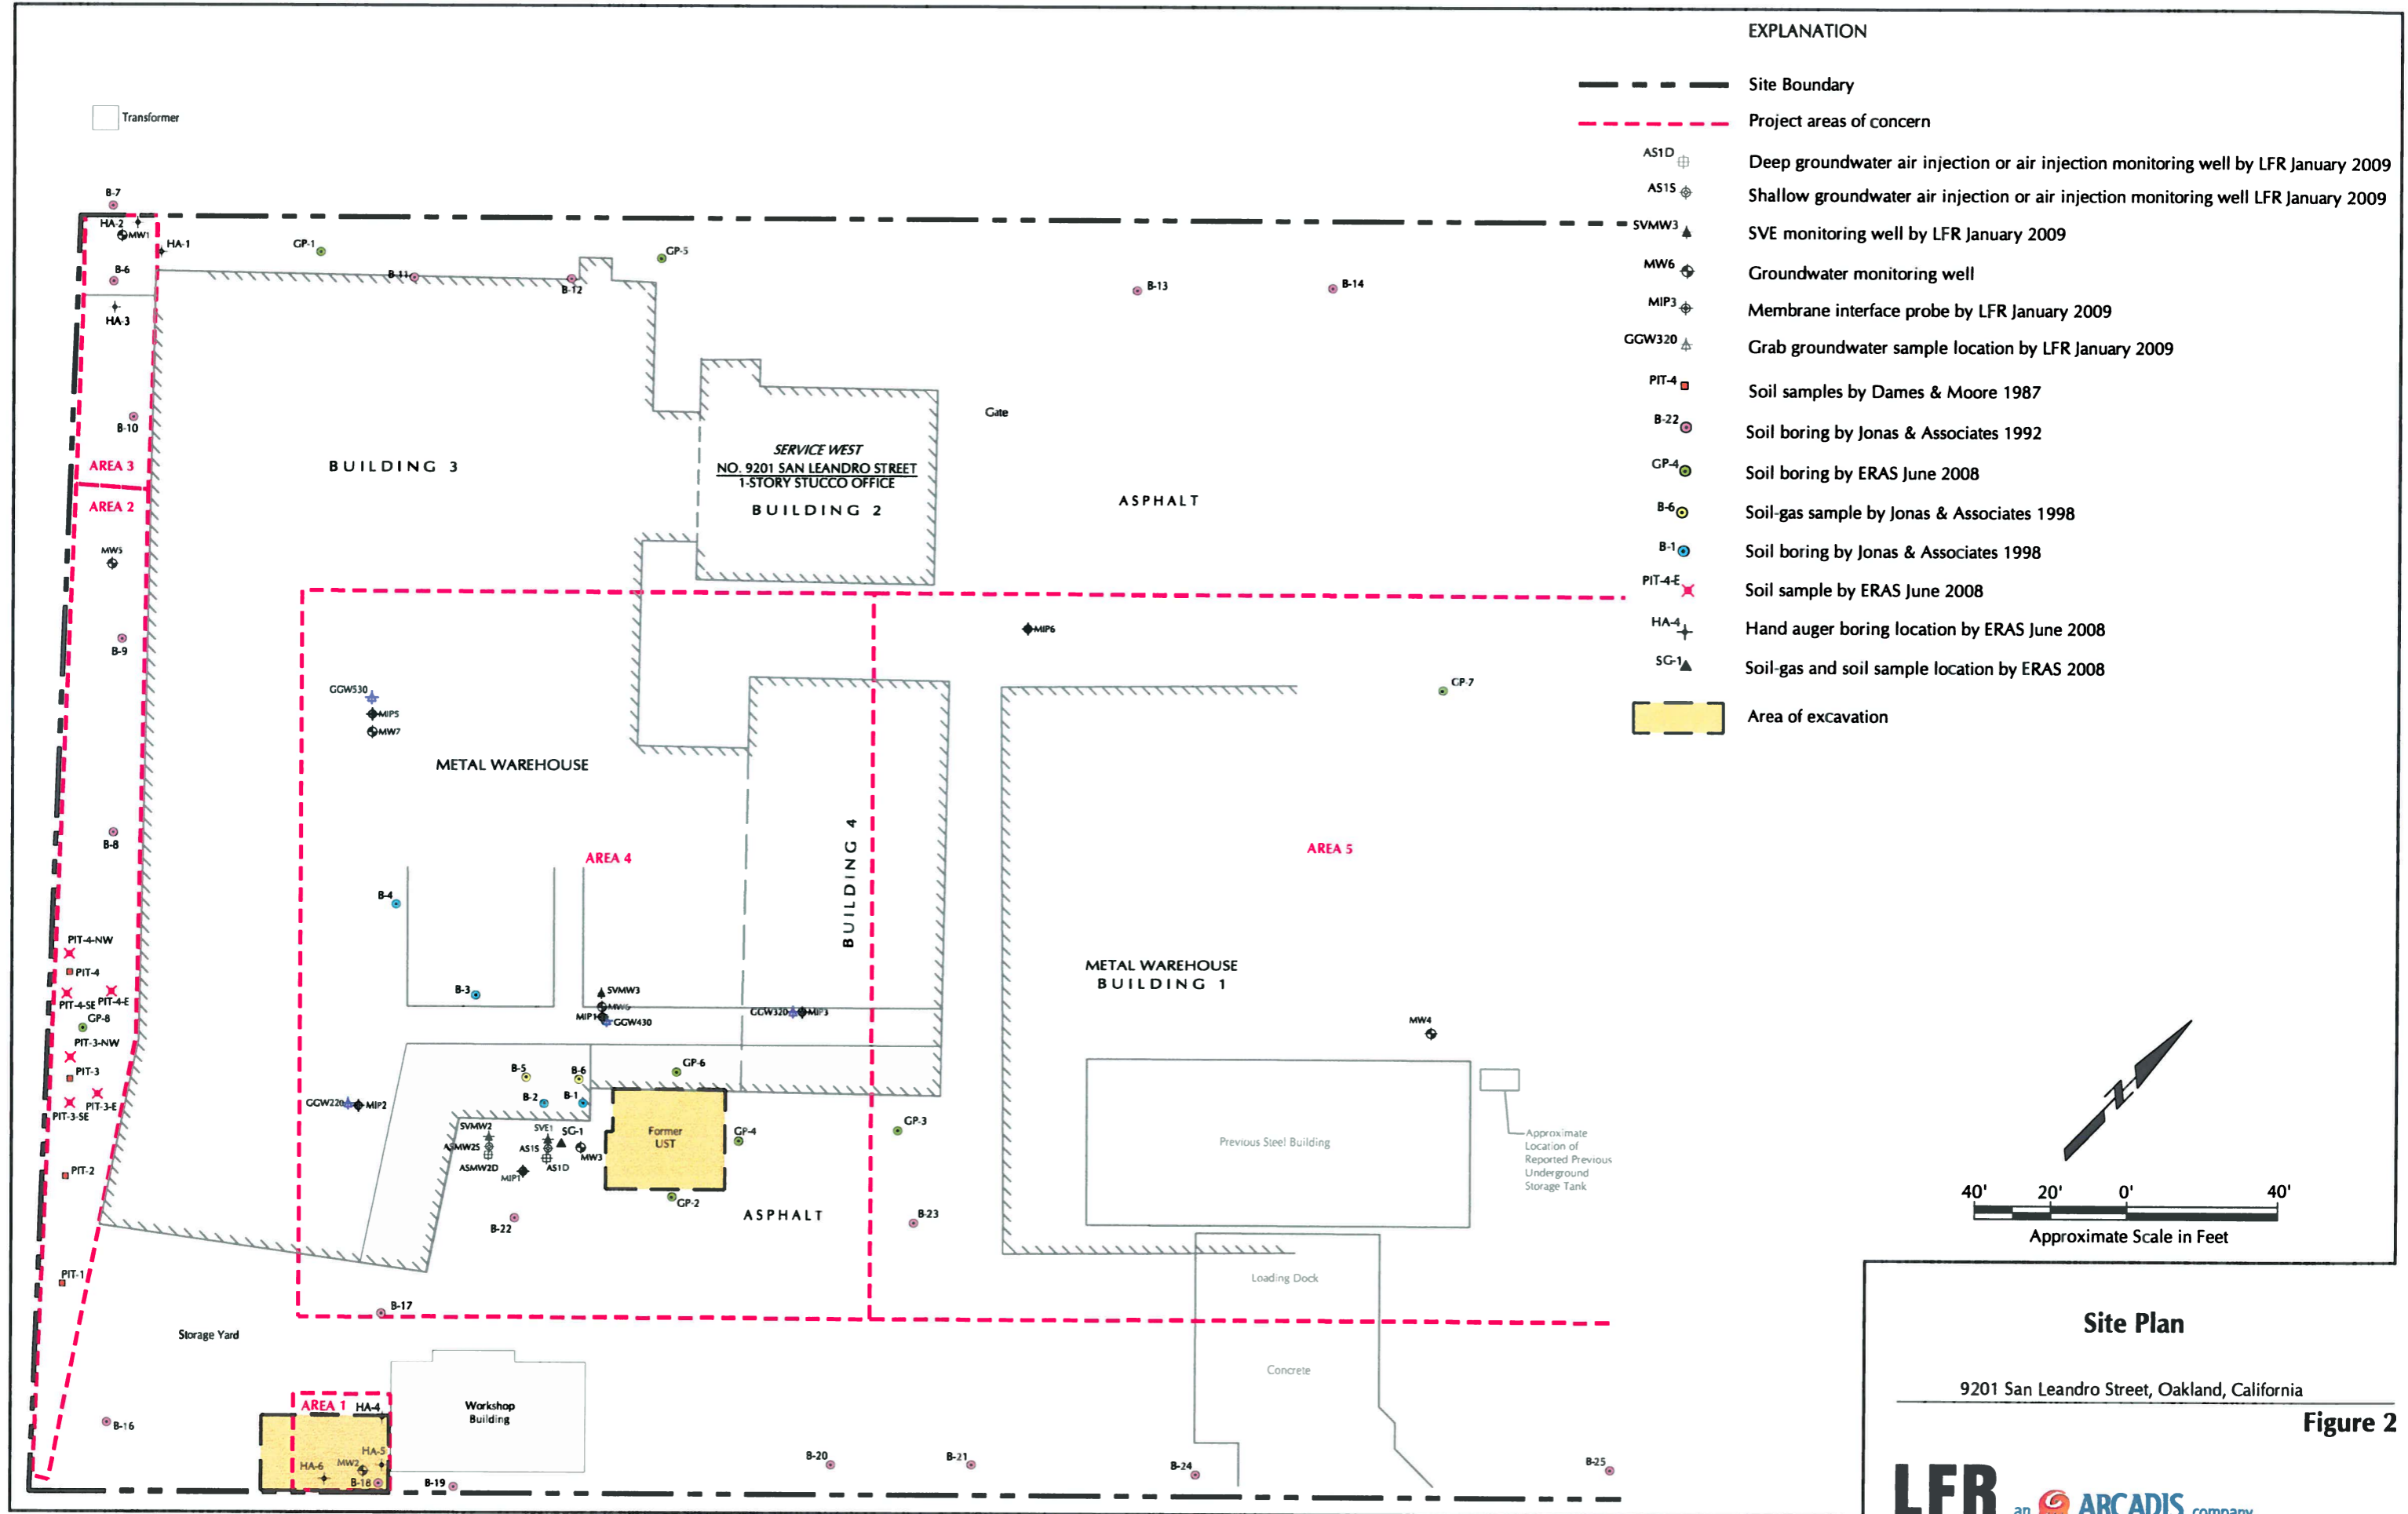 EXPLANATION
Site Boundary
Project areas of concern
AS1D
Deep groundwater air injection or air injection monitoring well by LFR January 2009
AS1S
Shallow groundwater air injection or air injection monitoring well LFR January 2009
SVMW3
SVE monitoring well by LFR January 2009
MW6
Groundwater monitoring well
MIP3
Membrane interface probe by LFR January 2009
GGW320
Grab groundwater sample location by LFR January 2009
PIT-4
Soil samples by Dames & Moore 1987
B-22
Soil boring by Jonas & Associates 1992
GP-4
Soil boring by ERAS June 2008
B-6
Soil-gas sample by Jonas & Associates 1998
B-1
Soil boring by Jonas & Associates 1998
PIT-4-E
Soil sample by ERAS June 2008
HA-4
Hand auger boring location by ERAS June 2008
SG-1
Soil-gas and soil sample location by ERAS 2008
Area of excavation
Transformer
B-7
HA-2
MW1
HA-1
GP-1
GP-5
B-6
B-11
B-12
B-13
B-14
HA-3
B-10
Gate
AREA 3
BUILDING 3
SERVICE WEST
NO. 9201 SAN LEANDRO STREET
1-STORY STUCCO OFFICE
BUILDING 2
ASPHALT
AREA 2
MW5
B-9
MIP6
GP-7
GGW530
MIP5
MW7
METAL WAREHOUSE
BUILDING 4
B-8
AREA 4
AREA 5
B-4
PIT-4-NW
PIT-4
PIT-4-SE
PIT-4-E
GP-8
B-3
SVMW3
MW6
MIP1
GGW430
GGW320
MIP3
METAL WAREHOUSE
BUILDING 1
MW4
PIT-3-NW
PIT-3
PIT-3-E
PIT-3-SE
B-5
B-6
GP-6
B-2
B-1
GGW220
MIP2
SVMW2
ASMW2S
ASMW2D
SVE1
SG-1
AS1S
AS1D
MW3
MIP1
Former
UST
GP-4
GP-3
GP-2
Previous Steel Building
Approximate
Location of
Reported Previous
Underground
Storage Tank
PIT-2
B-22
ASPHALT
B-23
PIT-1
B-17
Loading Dock
Storage Yard
Concrete
AREA 1
HA-4
Workshop
Building
B-16
HA-5
HA-6
MW2
B-18
B-19
B-20
B-21
B-24
B-25
N
40'
20'
0'
40'
Approximate Scale in Feet
Site Plan
9201 San Leandro Street, Oakland, California
Figure 2
LFR
an ARCADIS company